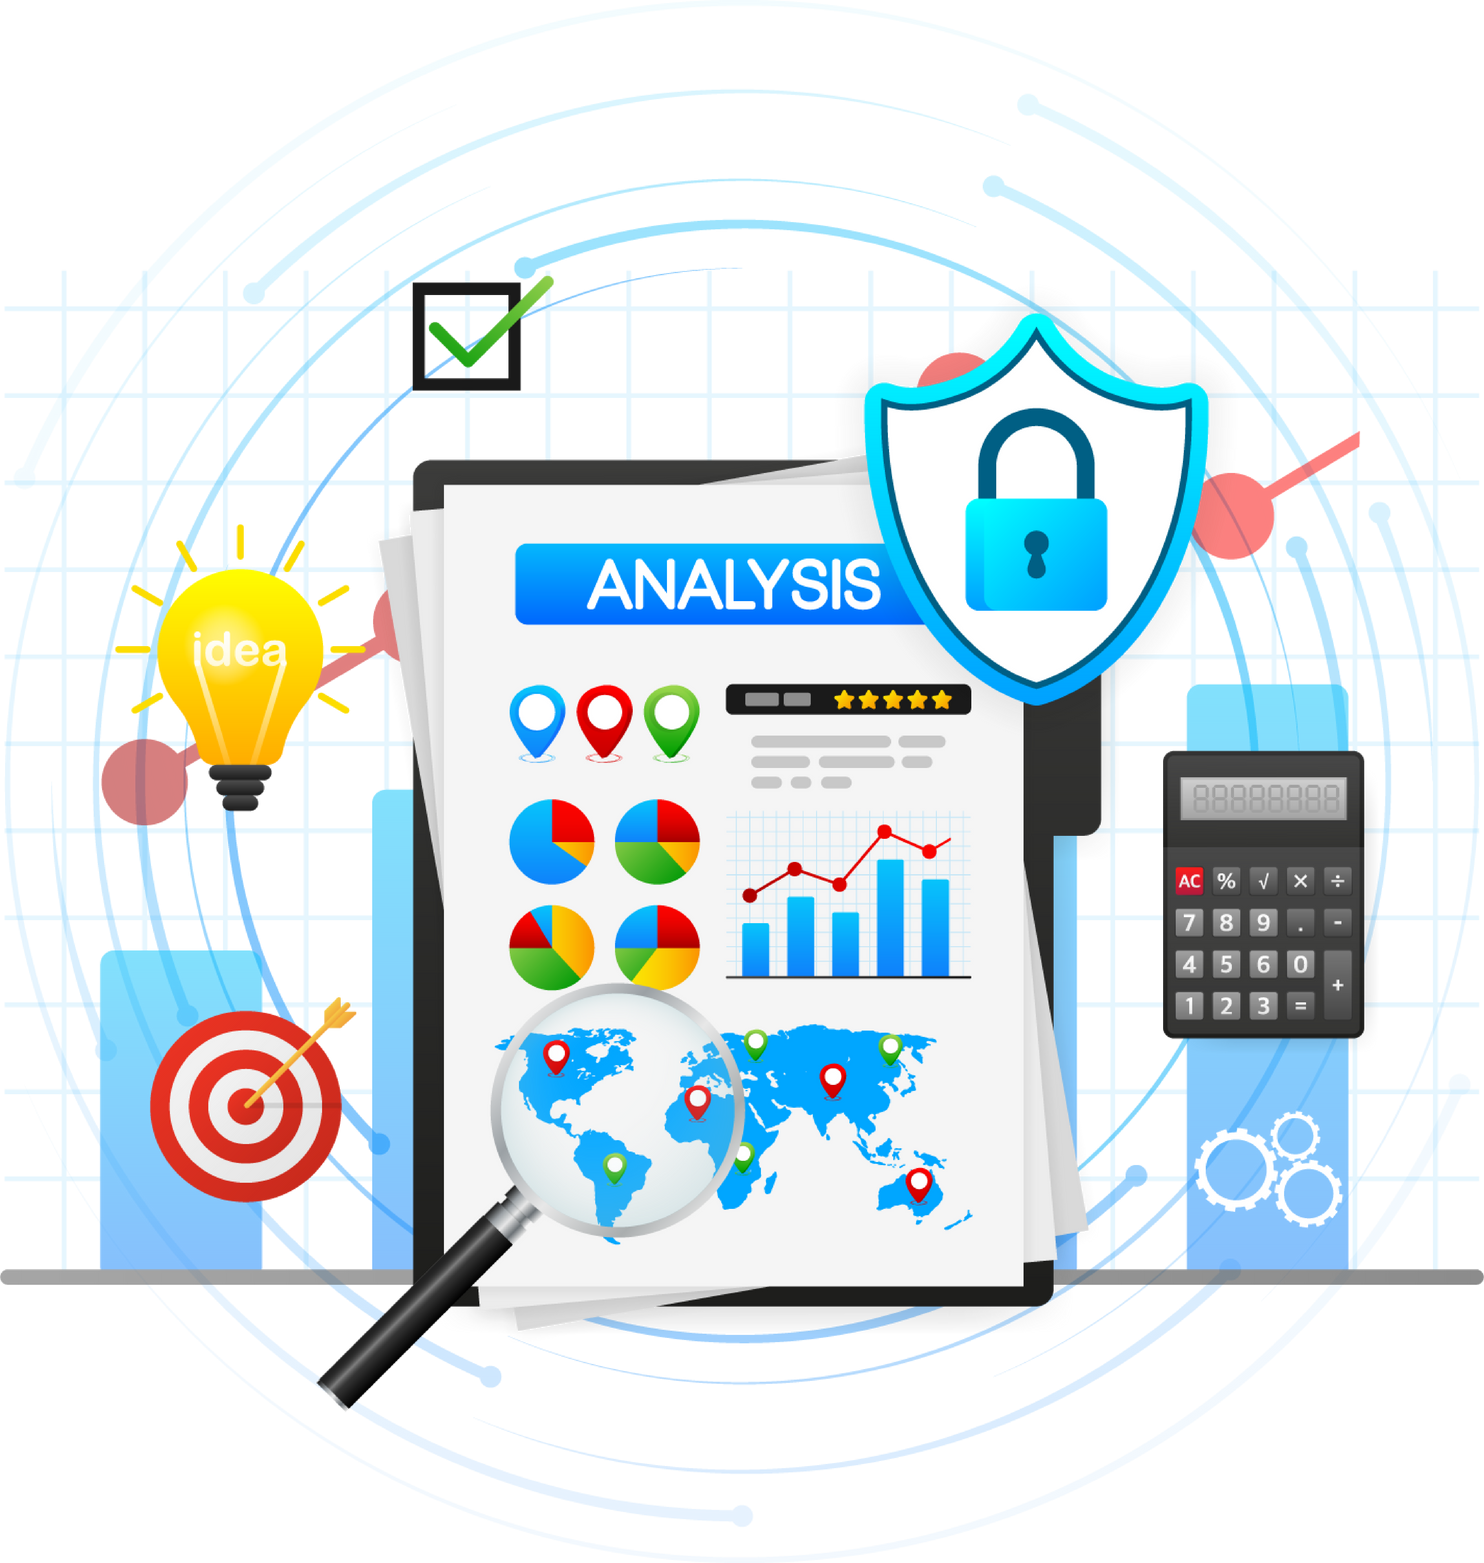 ANALYSIS
idea
88888888
AC % √ × ÷
7 8 9 . -
4 5 6 0 +
1 2 3 =